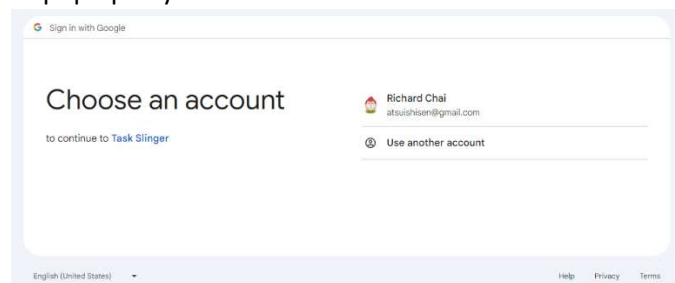 Sign in with Google
Choose an account
to continue to Task Slinger
Richard Chai
atsuishisen@gmail.com
Use another account
English (United States)
Help Privacy Terms